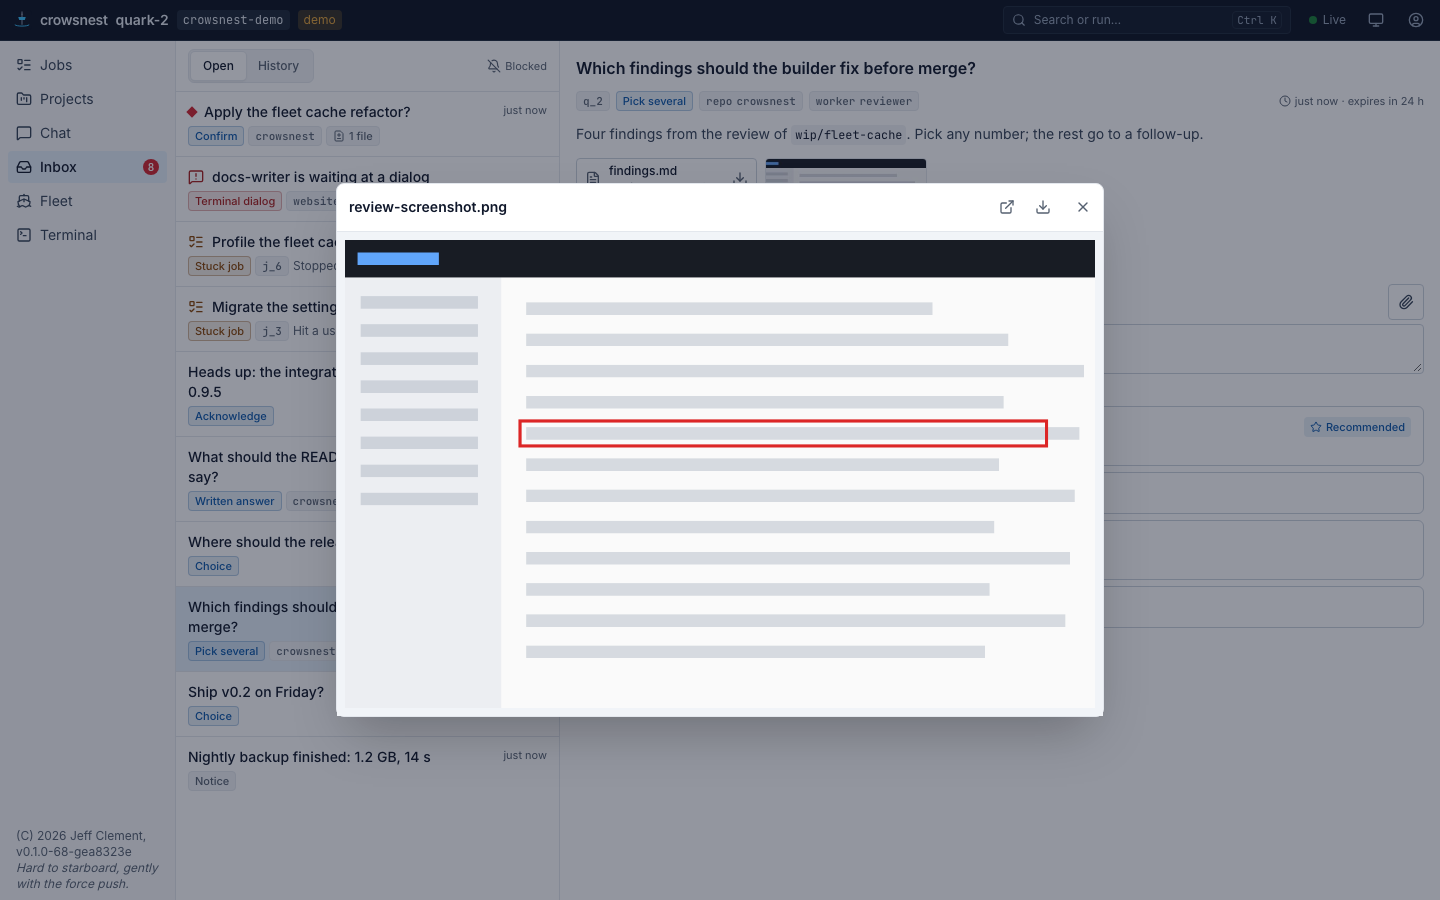 crowsnest quark-2 crowsnest-demo demo
Search or run... Ctrl K
Live
Jobs
Projects
Chat
Inbox 8
Fleet
Terminal
(C) 2026 Jeff Clement,
v0.1.0-68-gea8323e
Hard to starboard, gently
with the force push.
Open History Blocked
Apply the fleet cache refactor? just now
Confirm crowsnest 1 file
docs-writer is waiting at a dialog
Terminal dialog website
Profile the fleet
Stuck job j_6 Stopped
Migrate the setting
Stuck job j_3 Hit a
Heads up: the
0.9.5
Acknowledge
What should the
say?
Written answer
Where should the
Choice
Which findings should
merge?
Pick several crowsnest
Ship v0.2 on Friday?
Choice
Nightly backup finished: 1.2 GB, 14 s just now
Notice
Which findings should the builder fix before merge?
q_2 Pick several repo crowsnest worker reviewer just now · expires in 24 h
Four findings from the review of wip/fleet-cache. Pick any number; the rest go to a follow-up.
findings.md
review-screenshot.png
Recommended